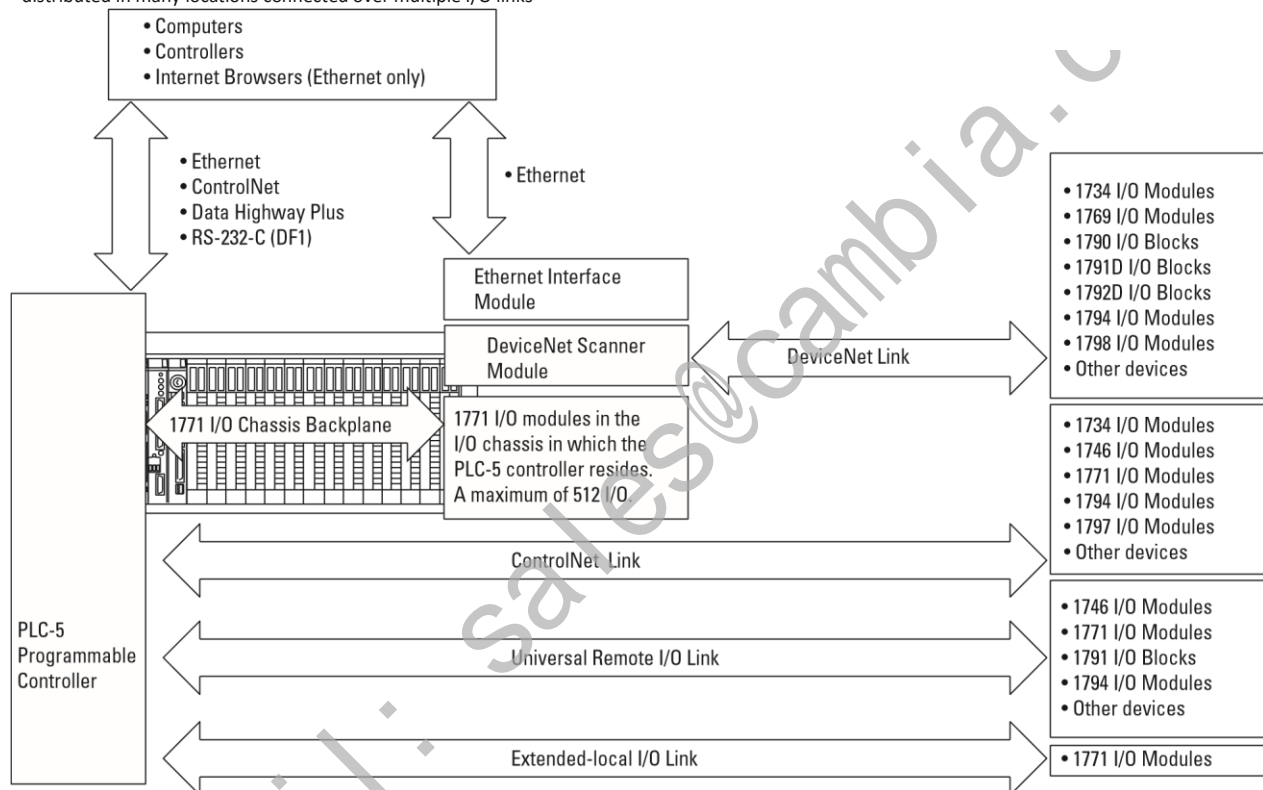 distributed in many locations connected over multiple I/O links
• Computers
• Controllers
• Internet Browsers (Ethernet only)
• Ethernet
• ControlNet
• Data Highway Plus
• RS-232-C (DF1)
• Ethernet
Ethernet Interface
Module
DeviceNet Scanner
Module
DeviceNet Link
• 1734 I/O Modules
• 1769 I/O Modules
• 1790 I/O Blocks
• 1791D I/O Blocks
• 1792D I/O Blocks
• 1794 I/O Modules
• 1798 I/O Modules
• Other devices
1771 I/O Chassis Backplane
1771 I/O modules in the
I/O chassis in which the
PLC-5 controller resides.
A maximum of 512 I/O.
• 1734 I/O Modules
• 1746 I/O Modules
• 1771 I/O Modules
• 1794 I/O Modules
• 1797 I/O Modules
• Other devices
ControlNet Link
PLC-5
Programmable
Controller
Universal Remote I/O Link
• 1746 I/O Modules
• 1771 I/O Modules
• 1791 I/O Blocks
• 1794 I/O Modules
• Other devices
Extended-local I/O Link
• 1771 I/O Modules
sales@cambia.